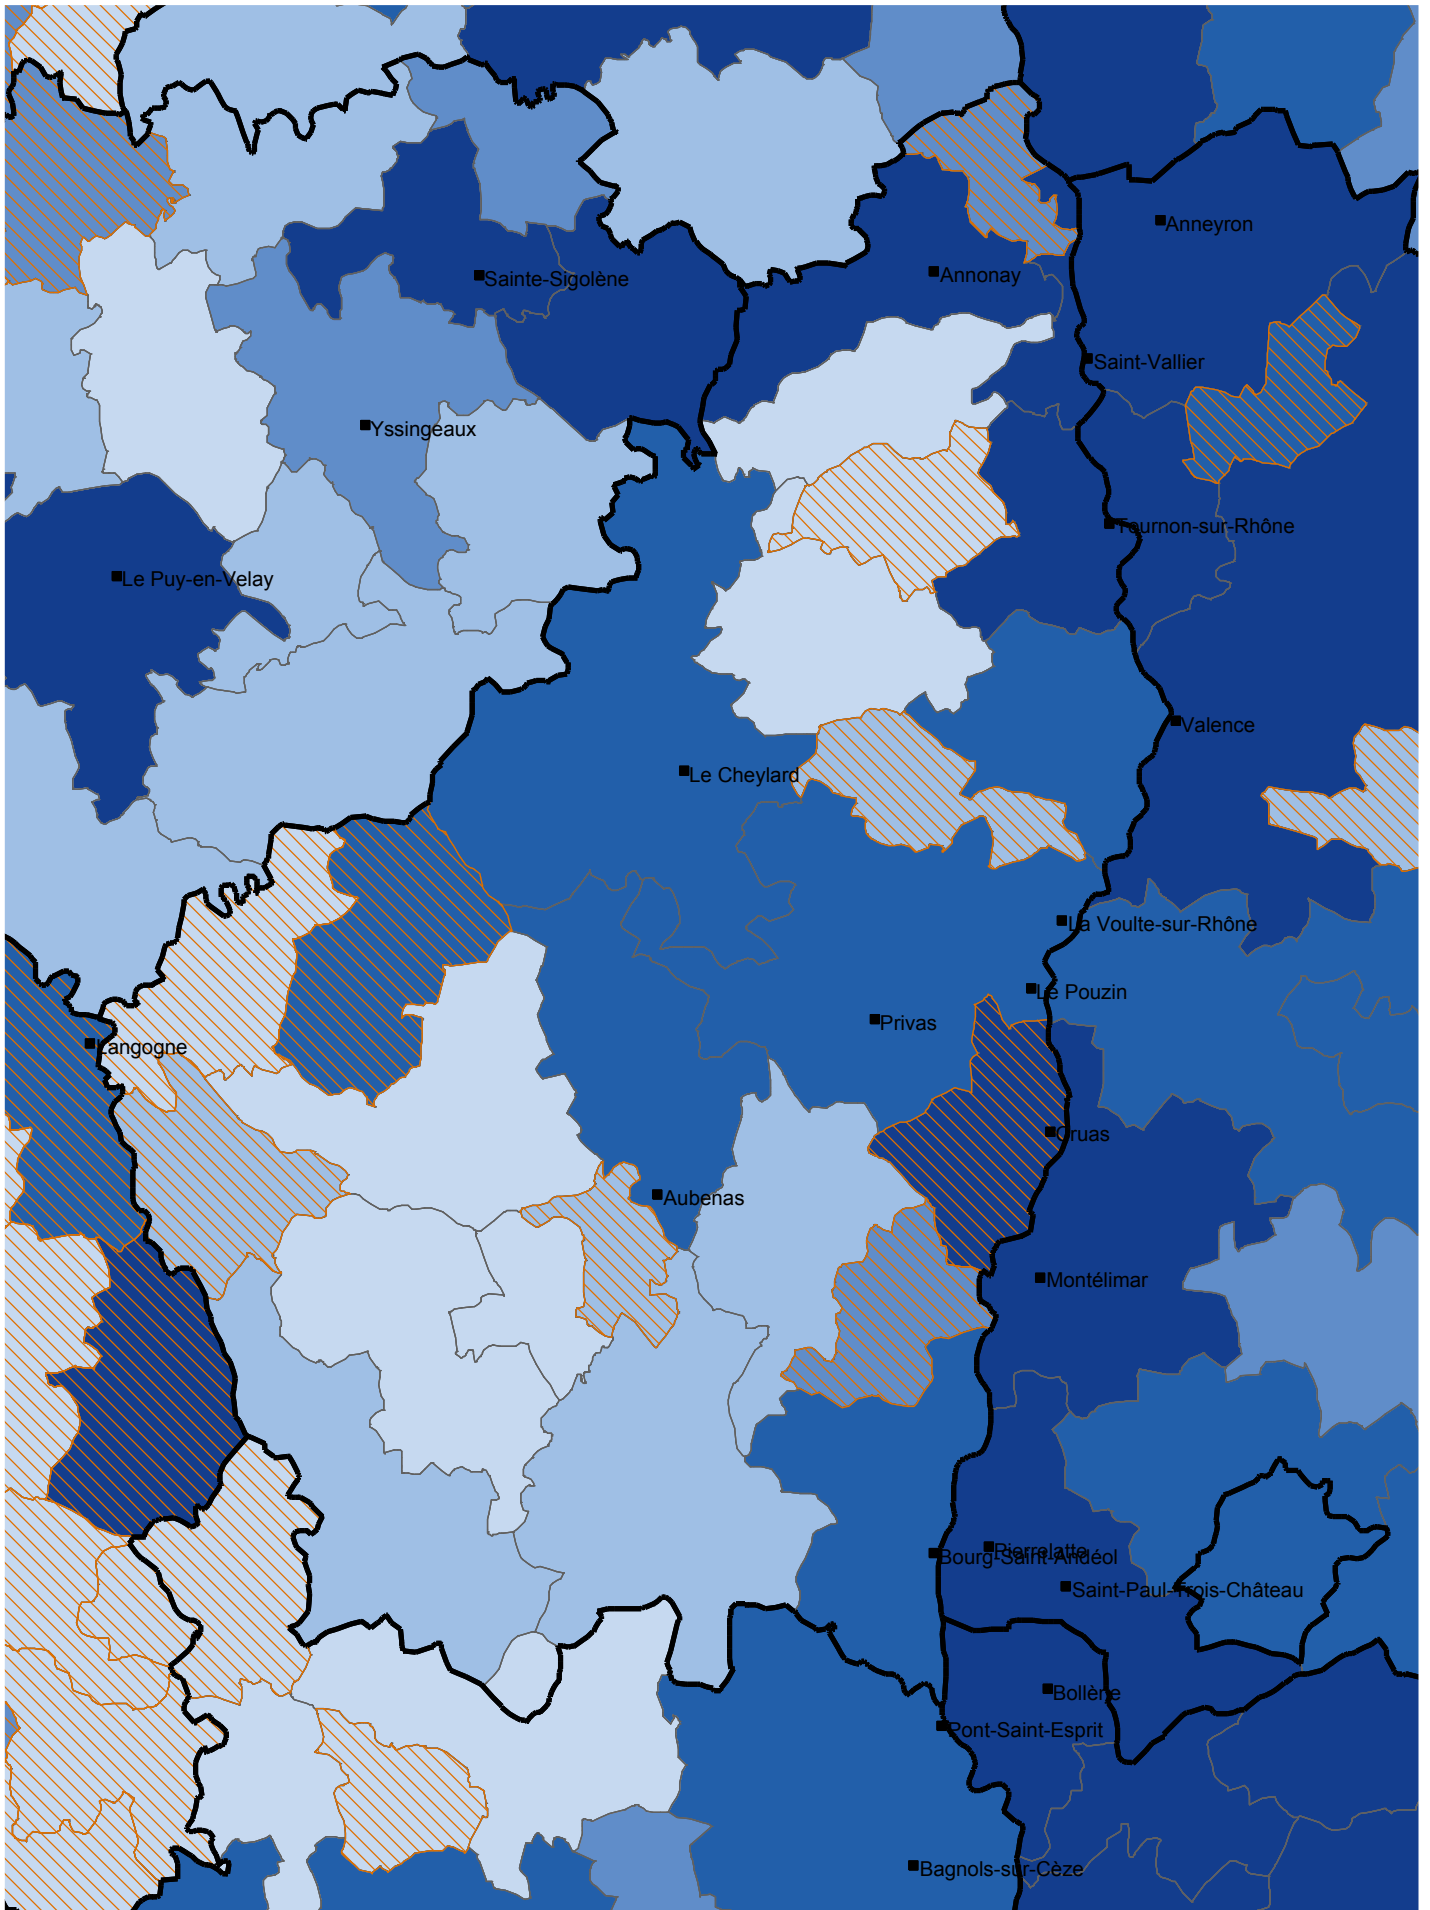 Anneyron
Sainte-Sigolène
Annonay
Saint-Vallier
Yssingeaux
Tournon-sur-Rhône
Le Puy-en-Velay
Valence
Le Cheylard
La Voulte-sur-Rhône
Le Pouzin
Privas
Langogne
Cruas
Aubenas
Montélimar
Pierrelatte
Bourg-Saint-Andéol
Saint-Paul-Trois-Château
Bollène
Pont-Saint-Esprit
Bagnols-sur-Cèze